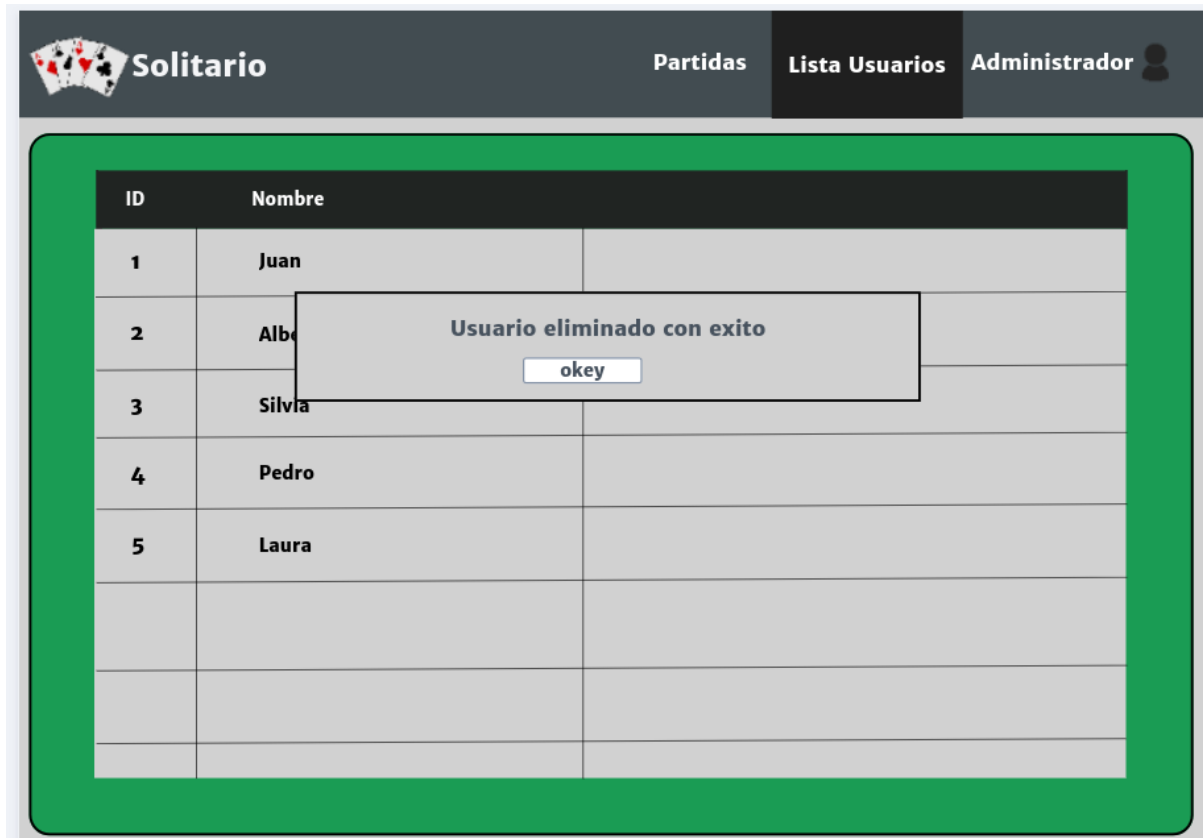 Solitario
Partidas
Lista Usuarios
Administrador
ID Nombre
1 Juan
2
Usuario eliminado con exito
okey
3 Silvia
4 Pedro
5 Laura